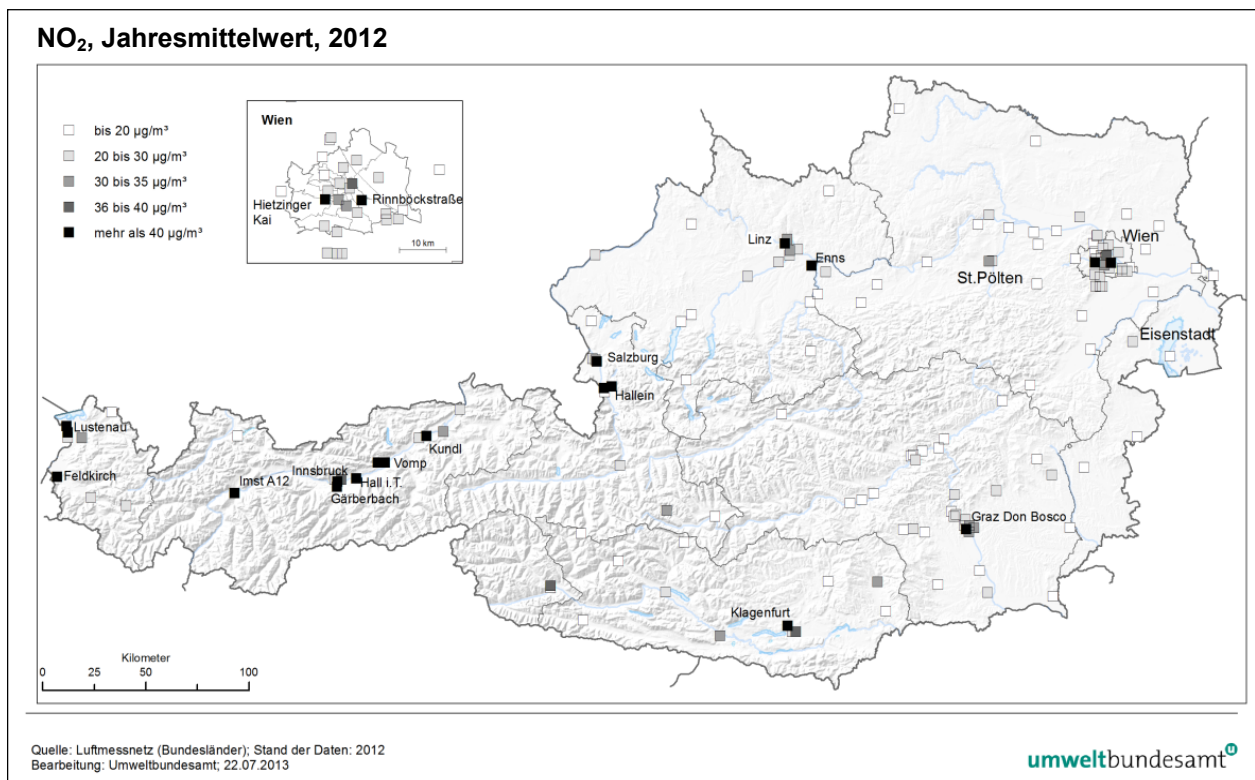 NO₂, Jahresmittelwert, 2012
bis 20 µg/m³
20 bis 30 µg/m³
30 bis 35 µg/m³
36 bis 40 µg/m³
mehr als 40 µg/m³
Wien
Hietzinger
Kai
Rinnböckstraße
10 km
Linz
Enns
Wien
St.Pölten
Eisenstadt
Salzburg
Hallein
Lustenau
Feldkirch
Kundl
Vomp
Innsbruck
Hall i.T.
Imst A12
Gärberbach
Graz Don Bosco
Klagenfurt
Kilometer
0 25 50 100
Quelle: Luftmessnetz (Bundesländer); Stand der Daten: 2012
Bearbeitung: Umweltbundesamt; 22.07.2013
umweltbundesamt